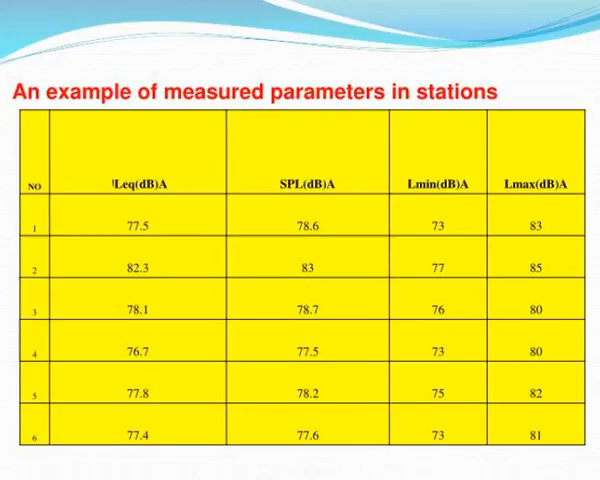 An example of measured parameters in stations
NO Leq(dB)A SPL(dB)A Lmin(dB)A Lmax(dB)A
1 77.5 78.6 73 83
2 82.3 83 77 85
3 78.1 78.7 76 80
4 76.7 77.5 73 80
5 77.8 78.2 75 82
6 77.4 77.6 73 81